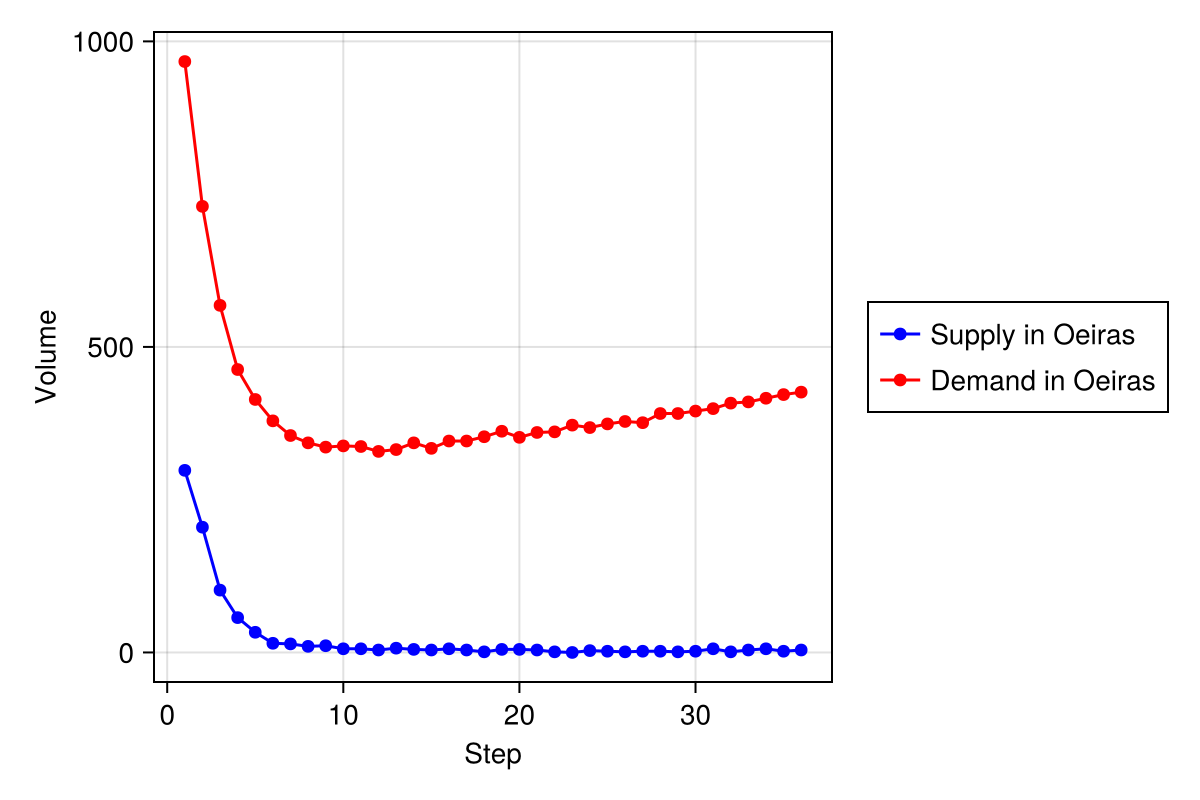 1000
500
0
Volume
0 10 20 30
Step
Supply in Oeiras
Demand in Oeiras